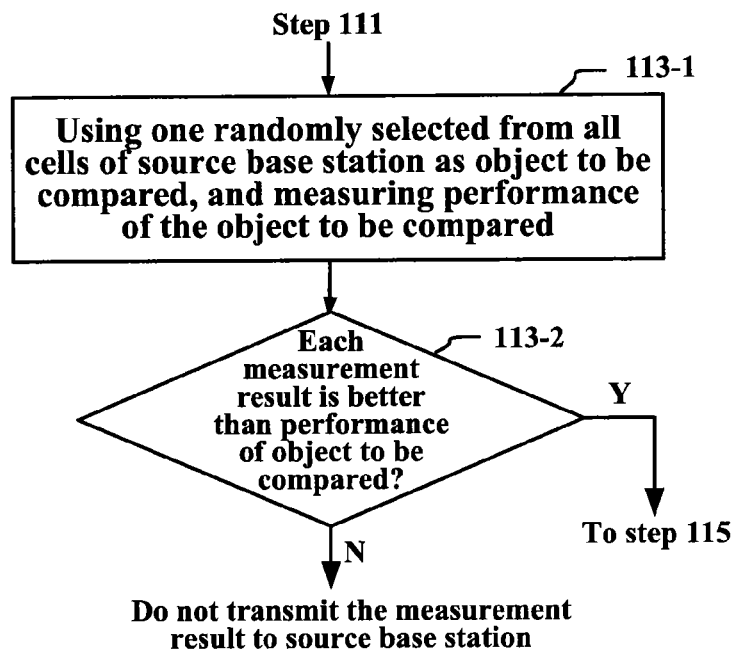 Step 111
113-1
Using one randomly selected from all
cells of source base station as object to be
compared, and measuring performance
of the object to be compared
113-2
Each
measurement
result is better
than performance
of object to be
compared?
Y
To step 115
N
Do not transmit the measurement
result to source base station